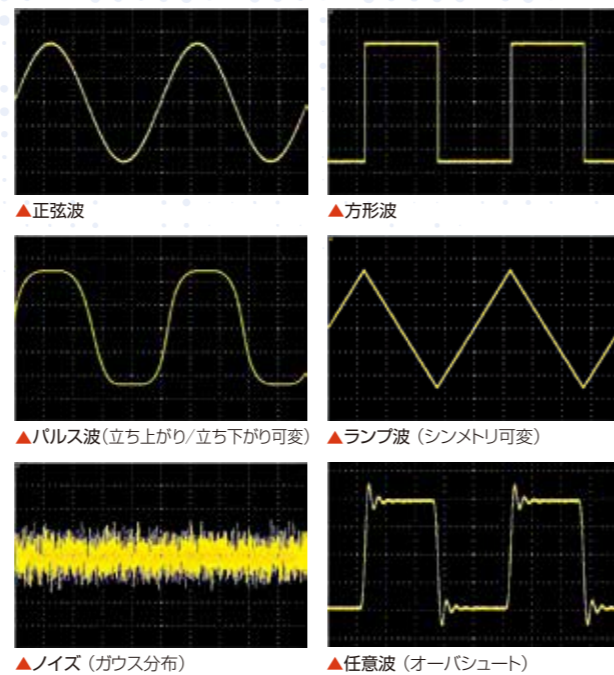 ▲正弦波
▲方形波
▲パルス波(立ち上がり/立ち下がり可変)
▲ランプ波 (シンメトリ可変)
▲ノイズ (ガウス分布)
▲任意波 (オーバシュート)